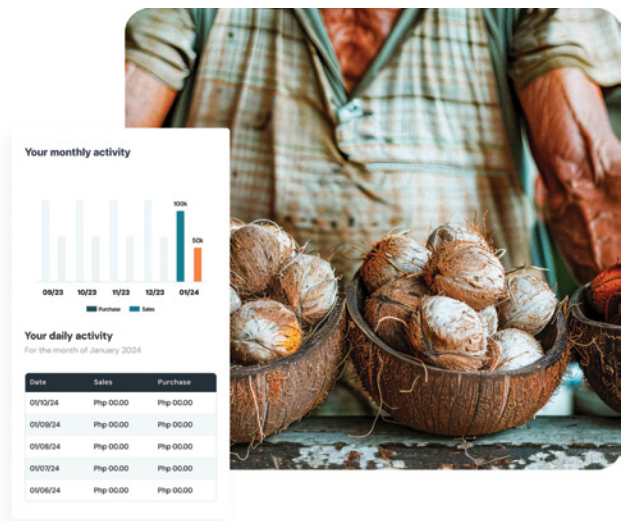 Your monthly activity
100k
50k
09/23 10/23 11/23 12/23 01/24
Purchase Sales
Your daily activity
For the month of January 2024
Date Sales Purchase
01/10/24 Php 00.00 Php 00.00
01/09/24 Php 00.00 Php 00.00
01/08/24 Php 00.00 Php 00.00
01/07/24 Php 00.00 Php 00.00
01/06/24 Php 00.00 Php 00.00